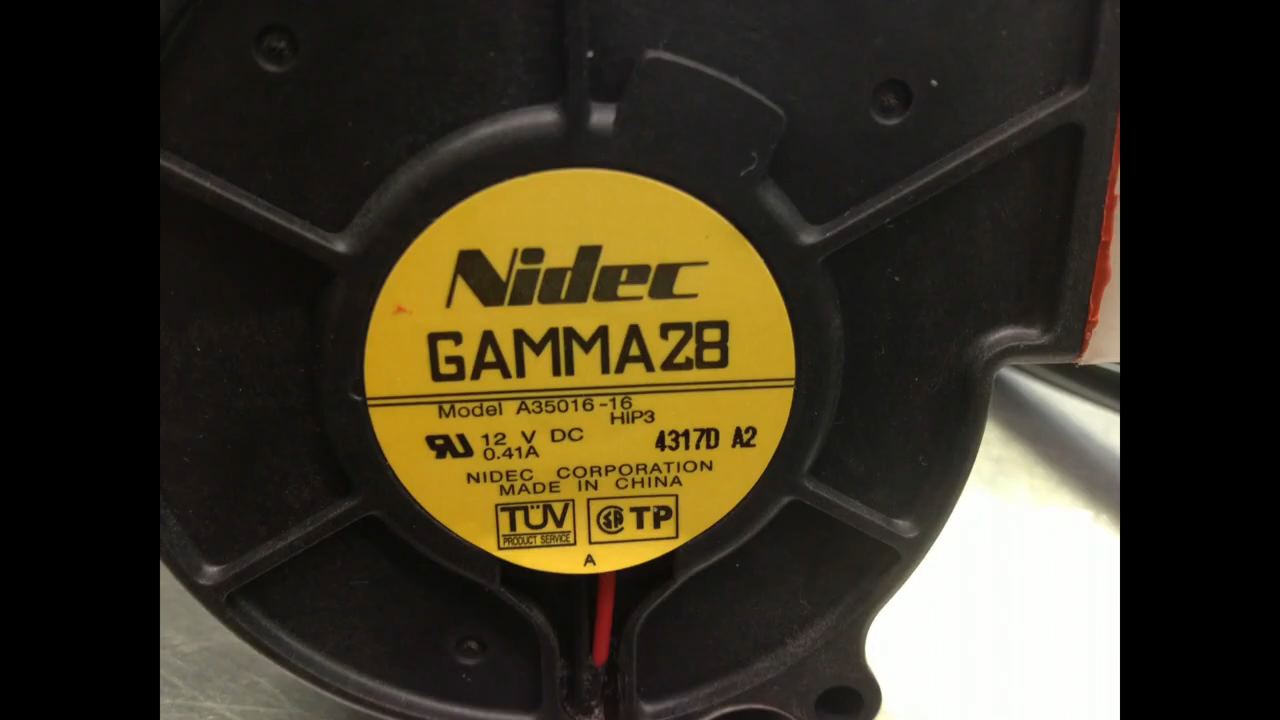 Nidec
GAMMA28
Model A35016-16
HIP3
12 V DC
0.41A
4317D A2
NIDEC CORPORATION
MADE IN CHINA
TÜV
PRODUCT SERVICE
TP
A